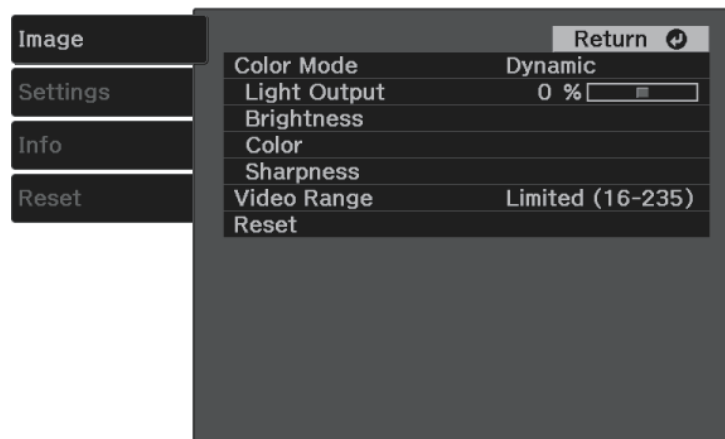 Image
Settings
Info
Reset
Return
Color Mode Dynamic
Light Output 0 %
Brightness
Color
Sharpness
Video Range Limited (16-235)
Reset